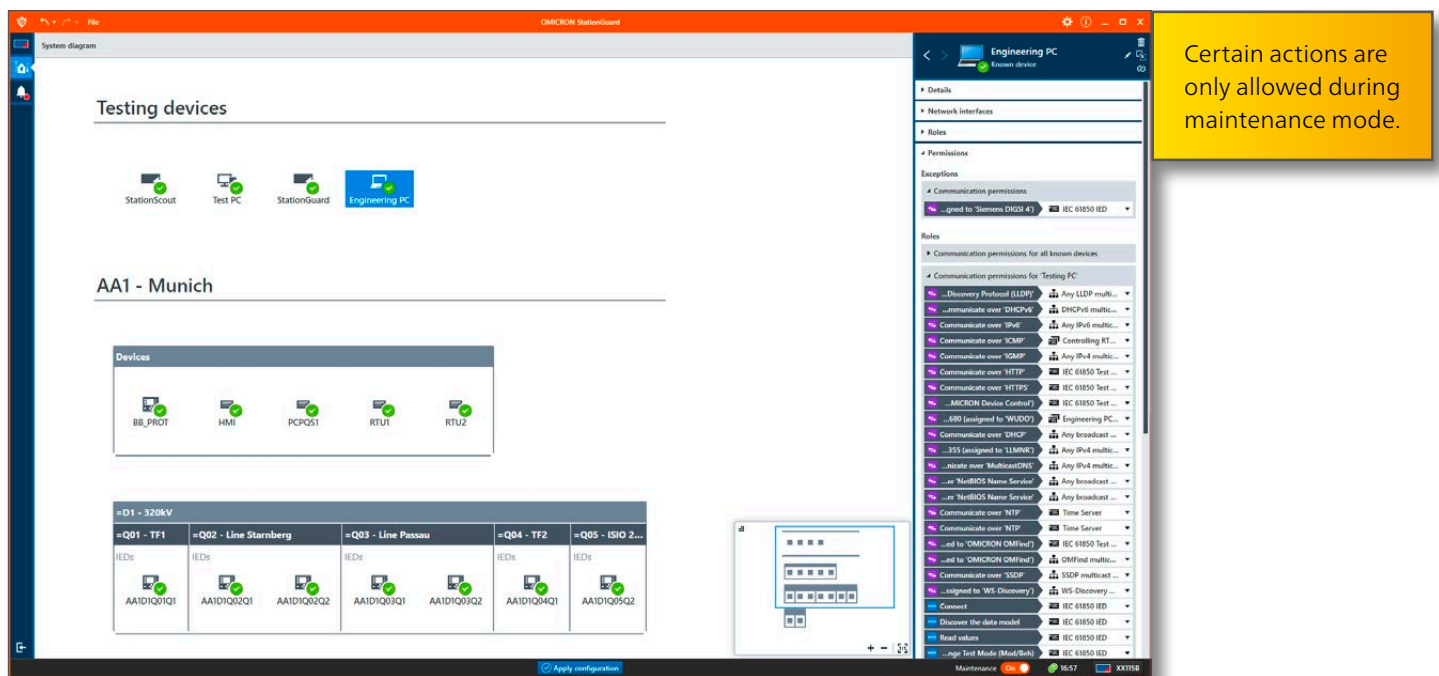 File
OMICRON StationGuard
System diagram
Testing devices
StationScout
Test PC
StationGuard
Engineering PC
AA1 - Munich
Devices
BB_PROT
HMI
PCPQS1
RTU1
RTU2
=D1 - 320kV
=Q01 - TF1
=Q02 - Line Starnberg
=Q03 - Line Passau
=Q04 - TF2
=Q05 - ISIO 2...
IEDs
IEDs
IEDs
IEDs
IEDs
AA1D1Q01Q1
AA1D1Q02Q1
AA1D1Q02Q2
AA1D1Q03Q1
AA1D1Q03Q2
AA1D1Q04Q1
AA1D1Q05Q2
Apply configuration
Engineering PC
Known device
Details
Network interfaces
Roles
Permissions
Exceptions
Communication permissions
...gned to 'Siemens DIGSI 4') IEC 61850 IED
Roles
Communication permissions for all known devices
Communication permissions for 'Testing PC'
...Discovery Protocol (LLDP)' Any LLDP multi...
...mmunicate over 'DHCPv6' DHCPv6 multic...
Communicate over 'IPv6' Any IPv6 multic...
Communicate over 'ICMP' Controlling RT...
Communicate over 'IGMP' Any IPv4 multic...
Communicate over 'HTTP' IEC 61850 Test ...
Communicate over 'HTTPS' IEC 61850 Test ...
...MICRON Device Control') IEC 61850 Test ...
...680 (assigned to 'WUDO') Engineering PC...
Communicate over 'DHCP' Any broadcast ...
...355 (assigned to 'LLMNR') Any IPv4 multic...
...nicate over 'MulticastDNS' Any IPv4 multic...
...er 'NetBIOS Name Service' Any broadcast ...
...er 'NetBIOS Name Service' Any broadcast ...
Communicate over 'NTP' Time Server
Communicate over 'NTP' Time Server
...ed to 'OMICRON OMFind') IEC 61850 Test ...
...ed to 'OMICRON OMFind') OMFind multic...
Communicate over 'SSDP' SSDP multicast ...
...ssigned to 'WS-Discovery') WS-Discovery ...
Connect IEC 61850 IED
Discover the data model IEC 61850 IED
Read values IEC 61850 IED
...nge Test Mode (Mod/Beh) IEC 61850 IED
Maintenance On
16:57
XX115B
Certain actions are
only allowed during
maintenance mode.